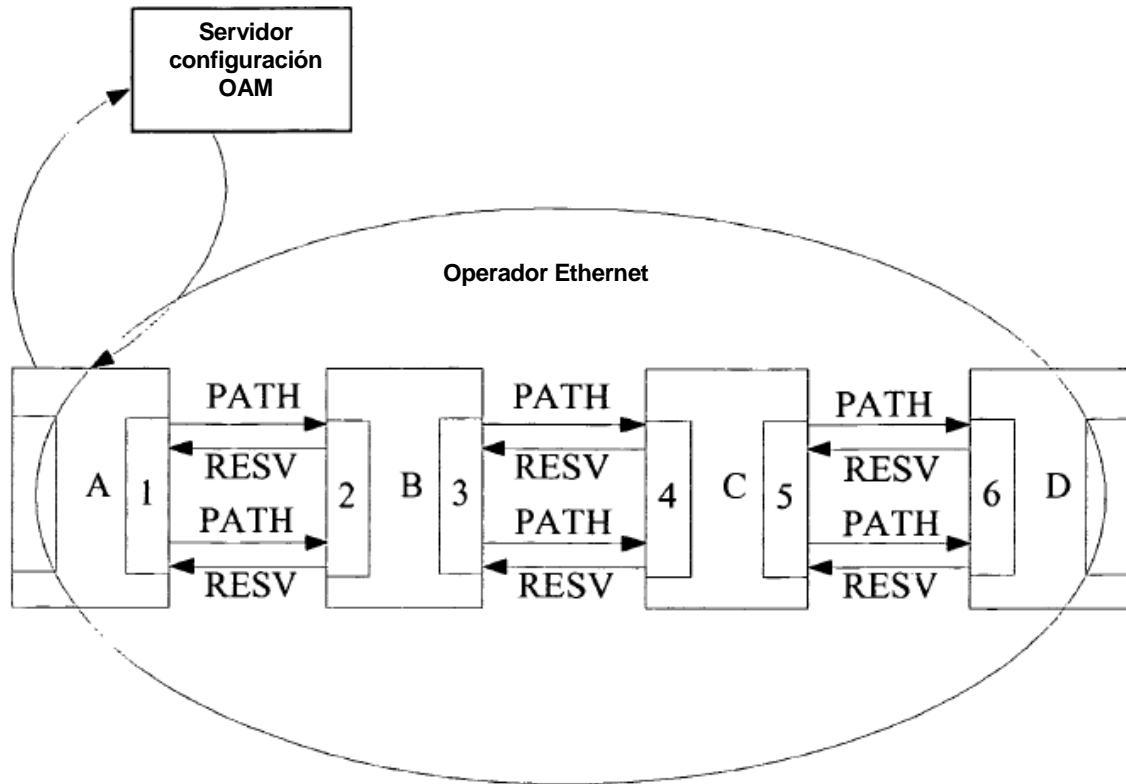 Servidor
configuración
OAM
Operador Ethernet
PATH PATH PATH
RESV RESV RESV
A 1 2 B 3 4 C 5 6 D
PATH PATH PATH
RESV RESV RESV